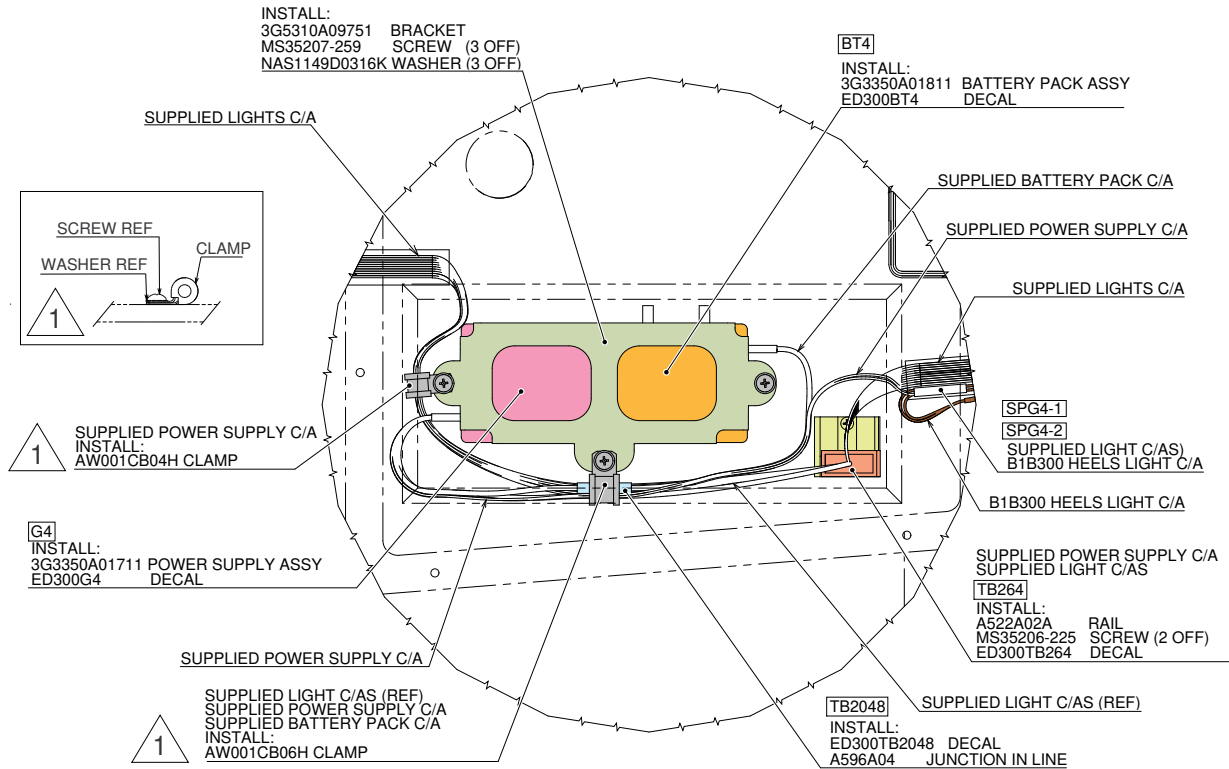 INSTALL:
3G5310A09751 BRACKET
MS35207-259 SCREW (3 OFF)
NAS1149D0316K WASHER (3 OFF)
BT4
INSTALL:
3G3350A01811 BATTERY PACK ASSY
ED300BT4 DECAL
SUPPLIED LIGHTS C/A
SUPPLIED BATTERY PACK C/A
SUPPLIED POWER SUPPLY C/A
SUPPLIED LIGHTS C/A
SCREW REF
WASHER REF
CLAMP
1
SPG4-1
SPG4-2
SUPPLIED LIGHT C/AS)
B1B300 HEELS LIGHT C/A
B1B300 HEELS LIGHT C/A
1
SUPPLIED POWER SUPPLY C/A
INSTALL:
AW001CB04H CLAMP
G4
INSTALL:
3G3350A01711 POWER SUPPLY ASSY
ED300G4 DECAL
SUPPLIED POWER SUPPLY C/A
SUPPLIED LIGHT C/AS
TB264
INSTALL:
A522A02A RAIL
MS35206-225 SCREW (2 OFF)
ED300TB264 DECAL
SUPPLIED POWER SUPPLY C/A
1
SUPPLIED LIGHT C/AS (REF)
SUPPLIED POWER SUPPLY C/A
SUPPLIED BATTERY PACK C/A
INSTALL:
AW001CB06H CLAMP
SUPPLIED LIGHT C/AS (REF)
TB2048
INSTALL:
ED300TB2048 DECAL
A596A04 JUNCTION IN LINE